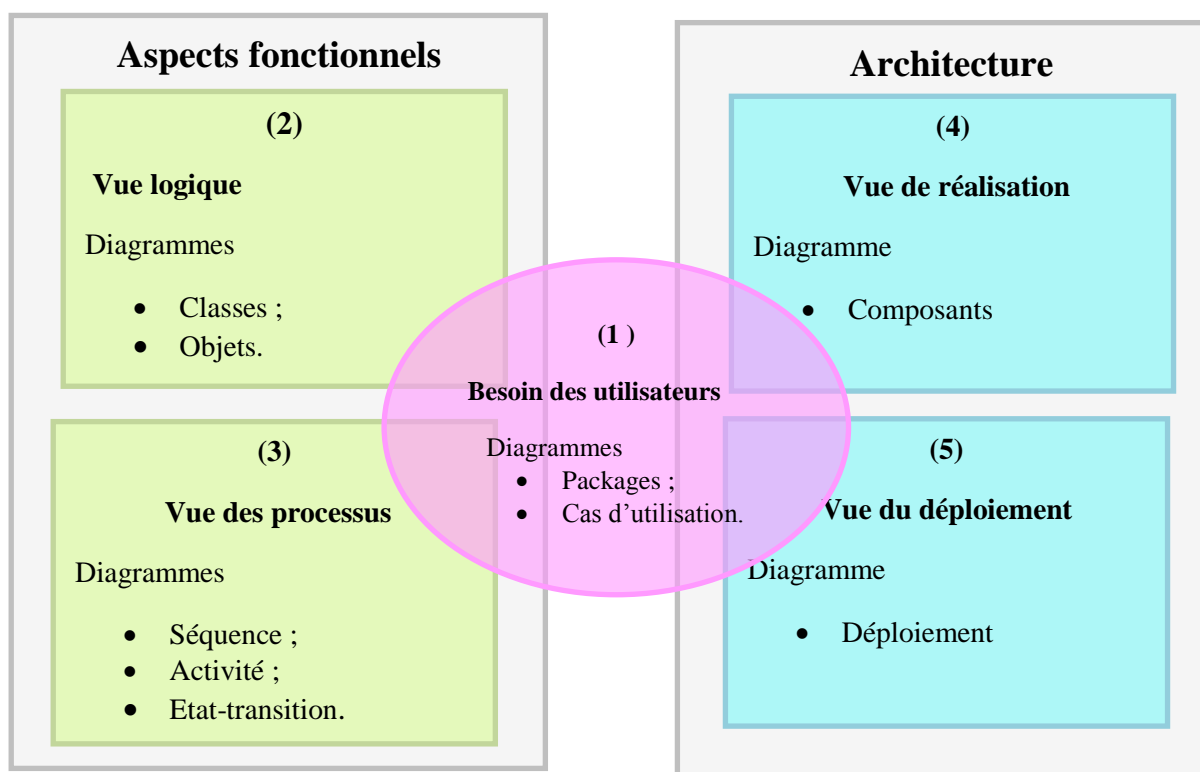 Aspects fonctionnels
(2)
Vue logique
Diagrammes
• Classes ;
• Objets.
(3)
Vue des processus
Diagrammes
• Séquence ;
• Activité ;
• Etat-transition.
(1 )
Besoin des utilisateurs
Diagrammes
• Packages ;
• Cas d’utilisation.
Architecture
(4)
Vue de réalisation
Diagramme
• Composants
(5)
Vue du déploiement
Diagramme
• Déploiement